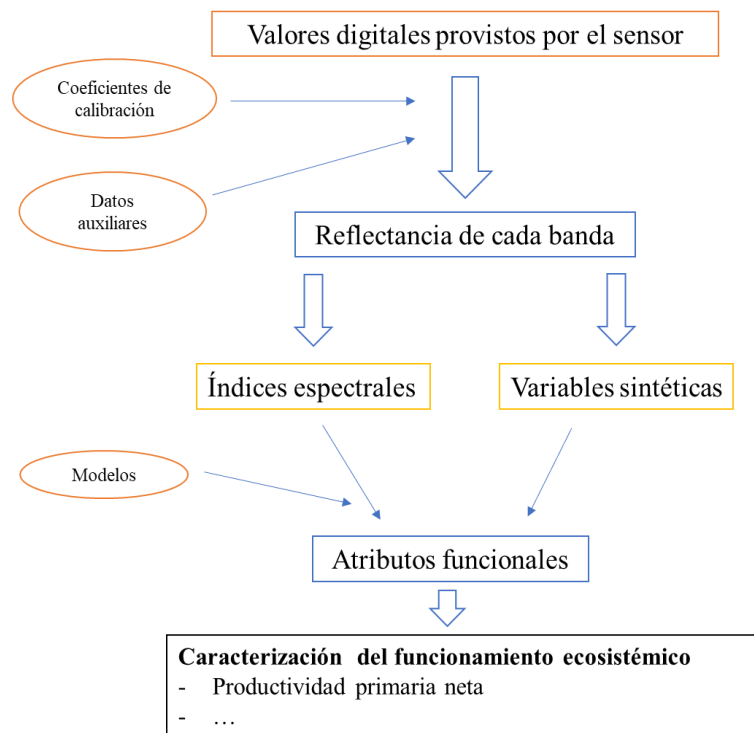 Valores digitales provistos por el sensor
Coeficientes de
calibración
Datos
auxiliares
Reflectancia de cada banda
Índices espectrales
Variables sintéticas
Modelos
Atributos funcionales
Caracterización del funcionamiento ecosistémico
- Productividad primaria neta
- …